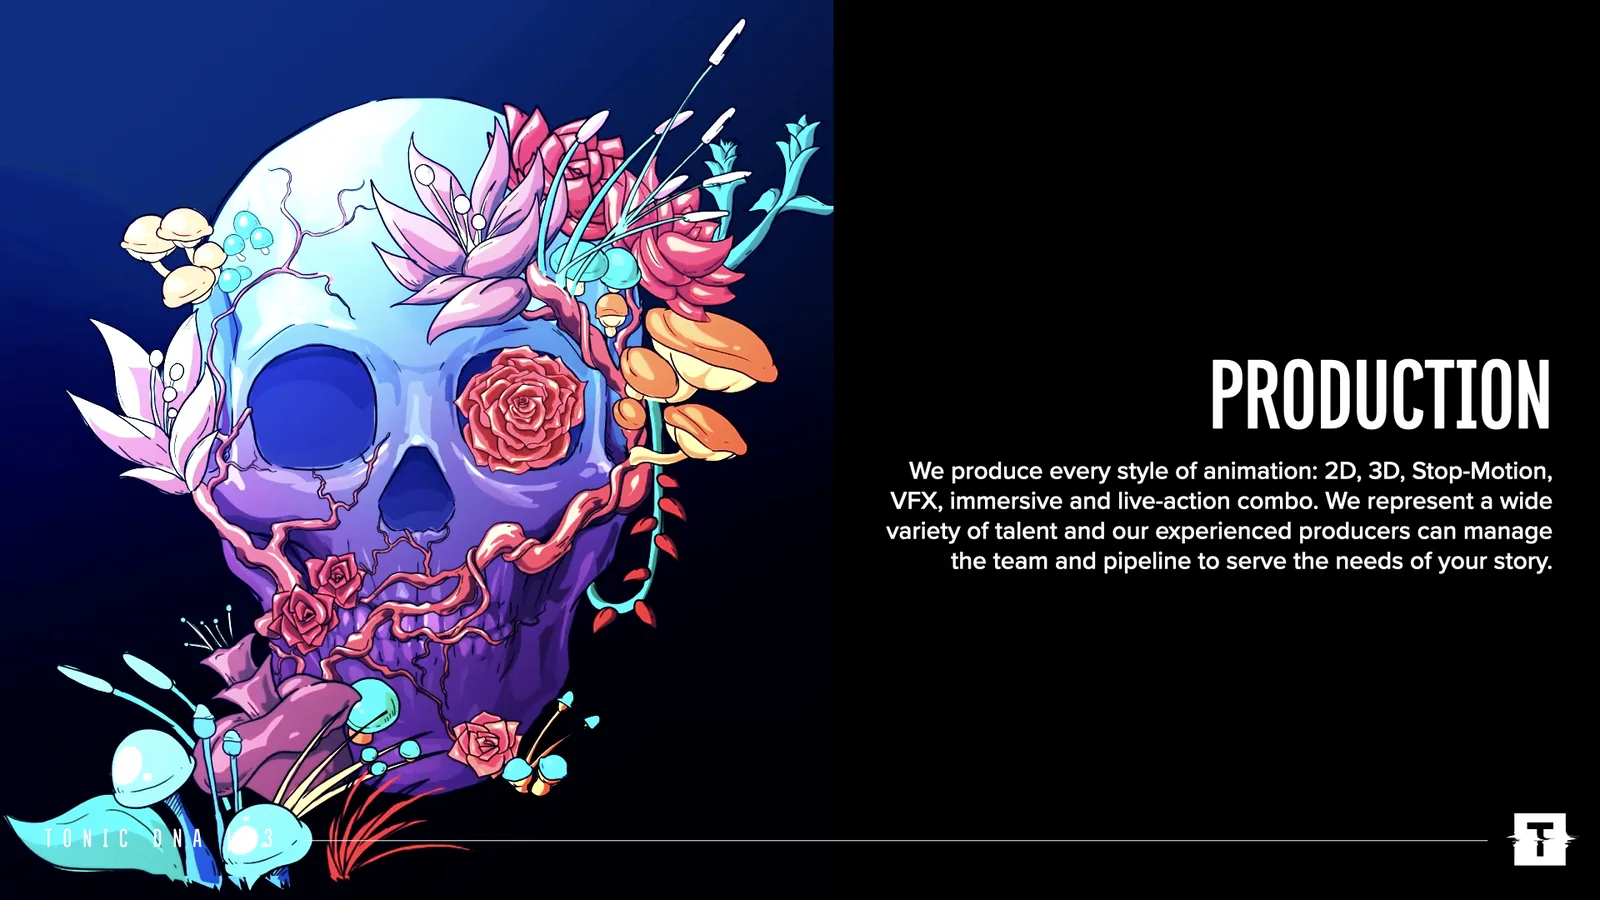 PRODUCTION
We produce every style of animation: 2D, 3D, Stop-Motion,
VFX, immersive and live-action combo. We represent a wide
variety of talent and our experienced producers can manage
the team and pipeline to serve the needs of your story.
TONIC DNA
T